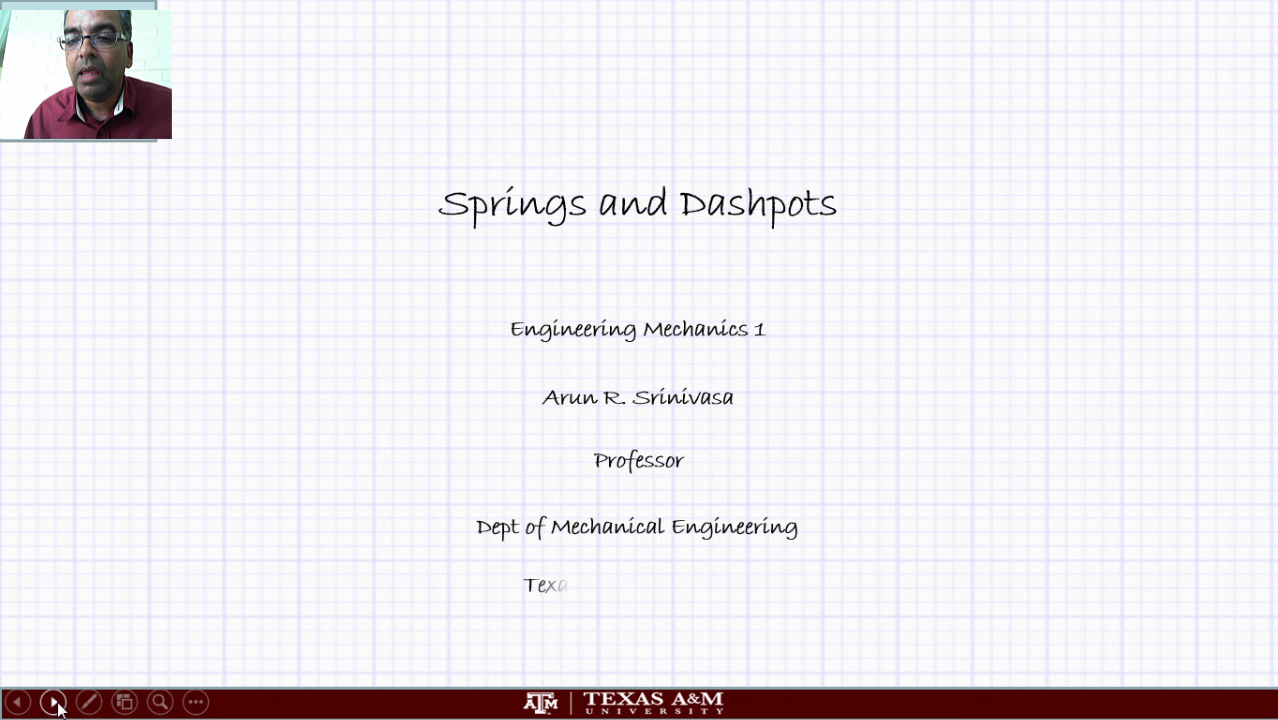 Springs and Dashpots
Engineering Mechanics 1
Arun R. Srinivasa
Professor
Dept of Mechanical Engineering
Texa
ATM | TEXAS A&M
UNIVERSITY